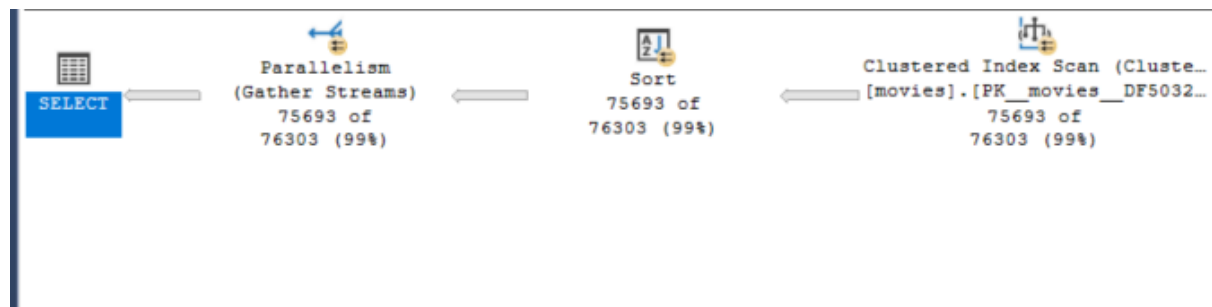 SELECT
Parallelism
(Gather Streams)
75693 of
76303 (99%)
Sort
75693 of
76303 (99%)
Clustered Index Scan (Cluste…
[movies].[PK__movies__DF5032…
75693 of
76303 (99%)